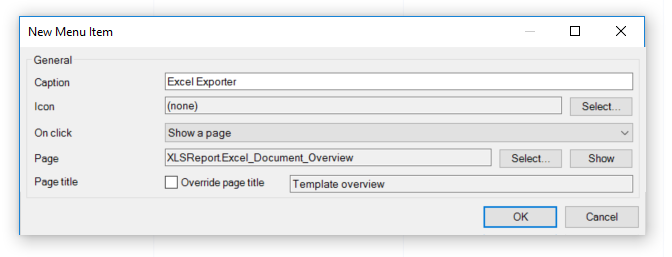 New Menu Item
General
Caption Excel Exporter
Icon (none) Select...
On click Show a page
Page XLSReport.Excel_Document_Overview Select... Show
Page title Override page title Template overview
OK Cancel